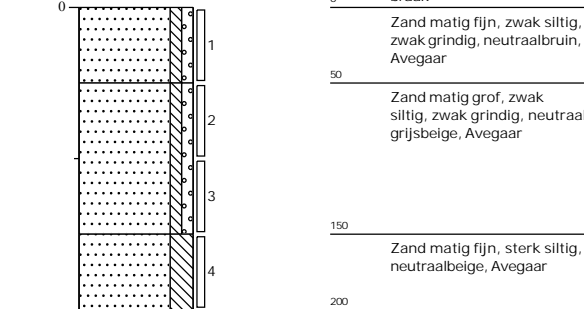 0
Zand matig fijn, zwak siltig,
zwak grindig, neutraalbruin,
Avegaar
1
50
Zand matig grof, zwak
siltig, zwak grindig,
grijsbeige, Avegaar
2
3
150
Zand matig fijn, sterk siltig,
neutraalbeige, Avegaar
4
200